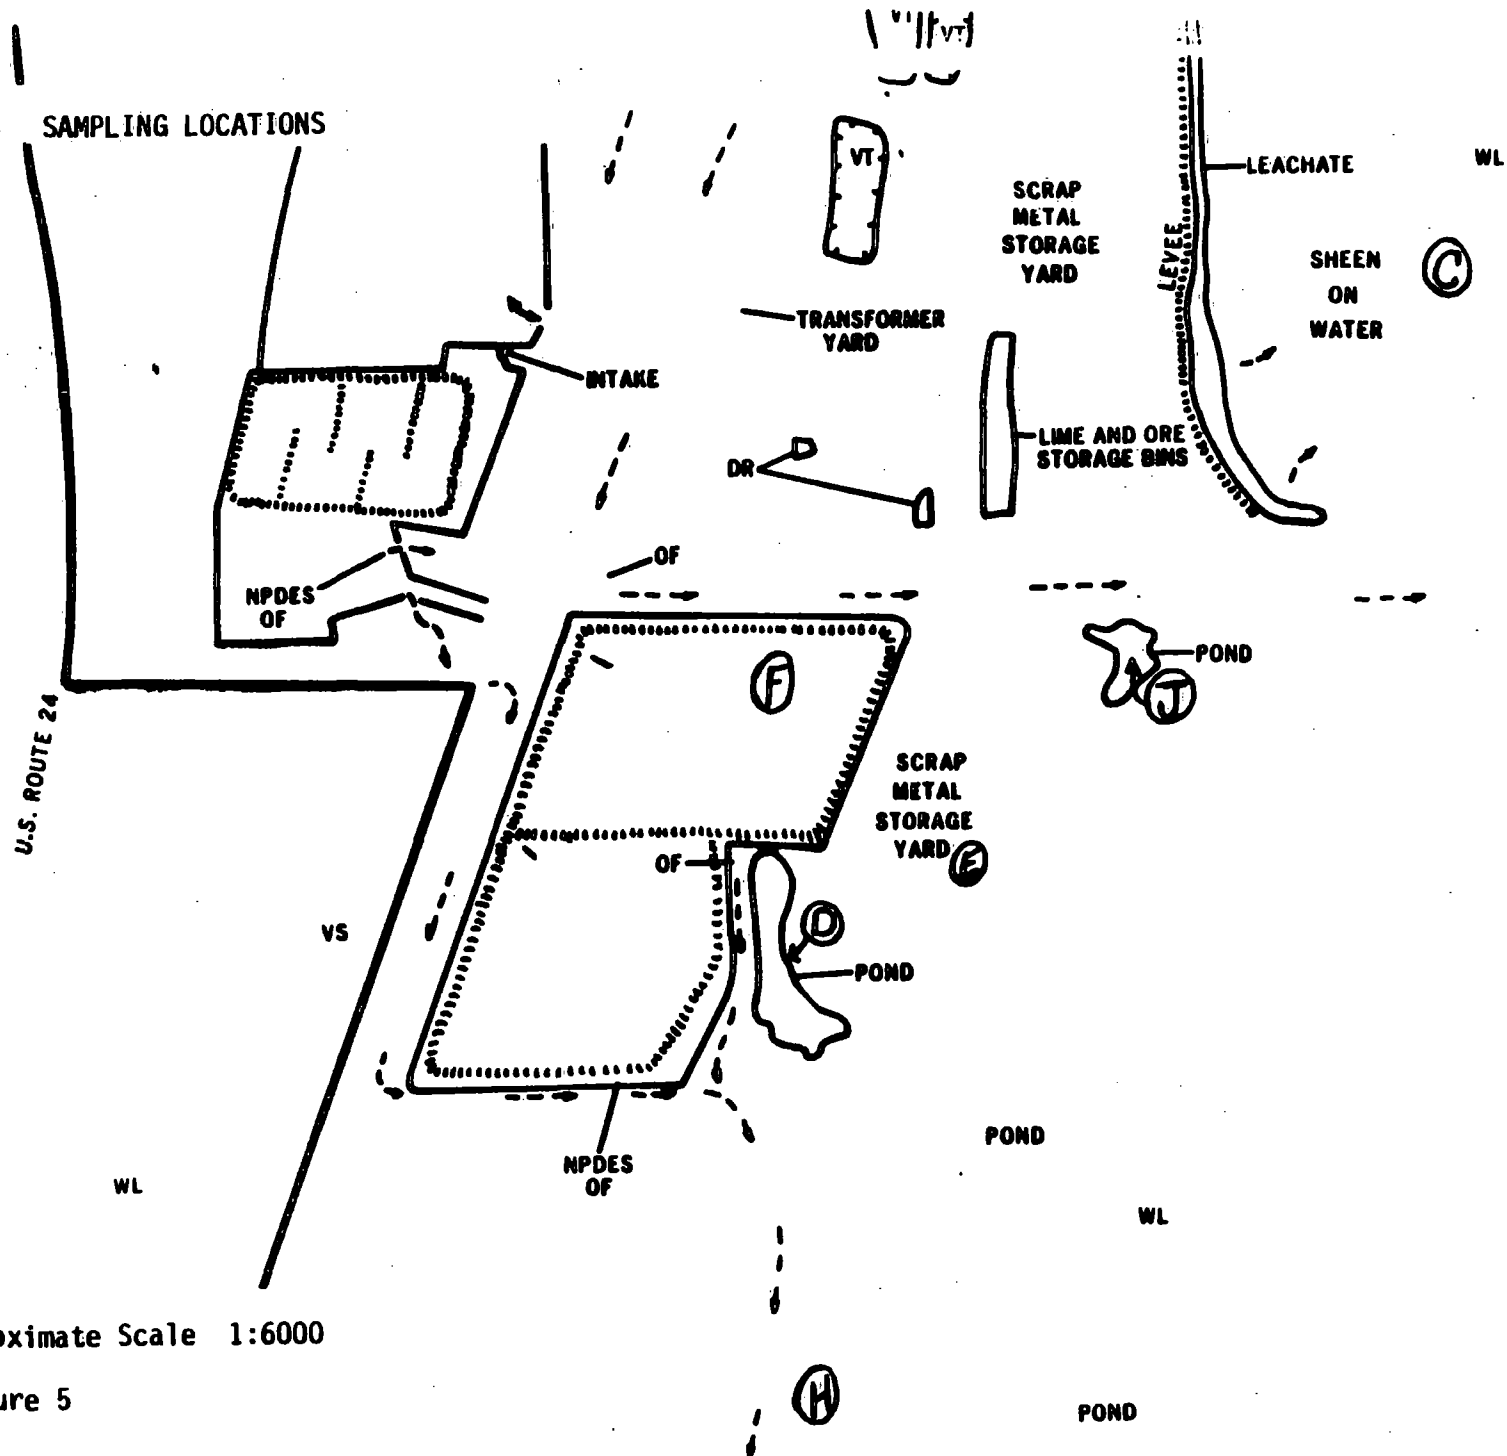 VT
SAMPLING LOCATIONS
VT
LEACHATE
WL
SCRAP
METAL
STORAGE
YARD
LEVEE
SHEEN
ON
WATER
C
TRANSFORMER
YARD
INTAKE
LIME AND ORE
STORAGE BINS
DR
OF
NPDES
OF
POND
F
J
U.S. ROUTE 24
SCRAP
METAL
STORAGE
YARD
E
OF
VS
D
POND
POND
NPDES
OF
WL
WL
oximate Scale 1:6000
ure 5
H
POND